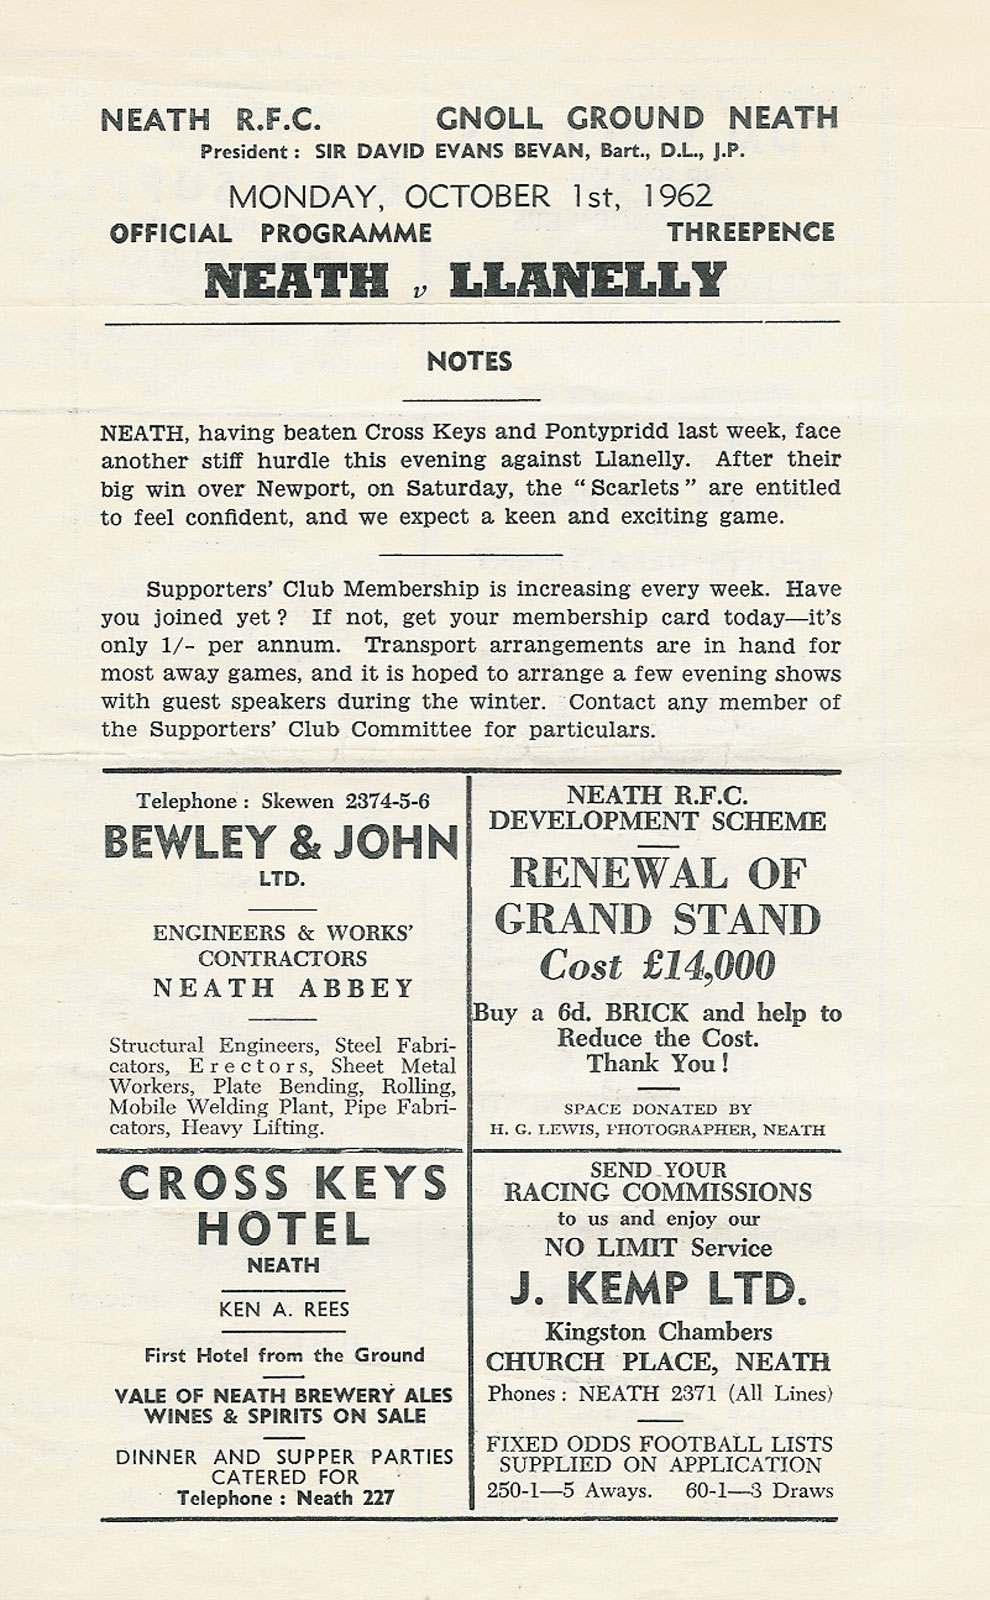 NEATH R.F.C. GNOLL GROUND NEATH
President : SIR DAVID EVANS BEVAN, Bart., D.L., J.P.
MONDAY, OCTOBER 1st, 1962
OFFICIAL PROGRAMME THREEPENCE
NEATH v LLANELLY
NOTES
NEATH, having beaten Cross Keys and Pontypridd last week, face
another stiff hurdle this evening against Llanelly. After their
big win over Newport, on Saturday, the "Scarlets" are entitled
to feel confident, and we expect a keen and exciting game.
Supporters' Club Membership is increasing every week. Have
you joined yet? If not, get your membership card today—it's
only 1/- per annum. Transport arrangements are in hand for
most away games, and it is hoped to arrange a few evening shows
with guest speakers during the winter. Contact any member of
the Supporters' Club Committee for particulars.
Telephone : Skewen 2374-5-6
BEWLEY & JOHN
LTD.
ENGINEERS & WORKS'
CONTRACTORS
NEATH ABBEY
Structural Engineers, Steel Fabri-
cators, Erectors, Sheet Metal
Workers, Plate Bending, Rolling,
Mobile Welding Plant, Pipe Fabri-
cators, Heavy Lifting.
NEATH R.F.C.
DEVELOPMENT SCHEME
RENEWAL OF
GRAND STAND
Cost £14,000
Buy a 6d. BRICK and help to
Reduce the Cost.
Thank You !
SPACE DONATED BY
H. G. LEWIS, PHOTOGRAPHER, NEATH
CROSS KEYS
HOTEL
NEATH
KEN A. REES
First Hotel from the Ground
VALE OF NEATH BREWERY ALES
WINES & SPIRITS ON SALE
DINNER AND SUPPER PARTIES
CATERED FOR
Telephone : Neath 227
SEND YOUR
RACING COMMISSIONS
to us and enjoy our
NO LIMIT Service
J. KEMP LTD.
Kingston Chambers
CHURCH PLACE, NEATH
Phones : NEATH 2371 (All Lines)
FIXED ODDS FOOTBALL LISTS
SUPPLIED ON APPLICATION
250-1—5 Aways. 60-1—3 Draws